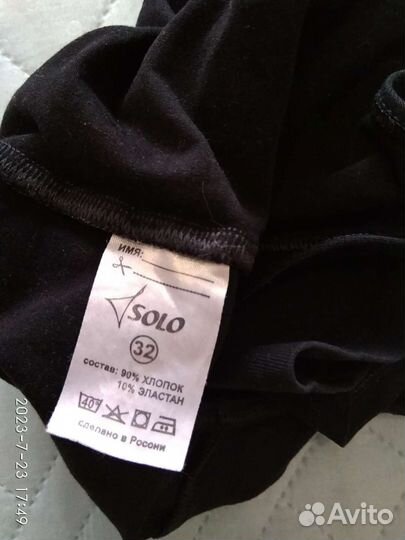 ИМЯ:
SOLO
32
состав: 90% ХЛОПОК
10% ЭЛАСТАН
40°
сделано в России
2023-7-23 17:49
Avito